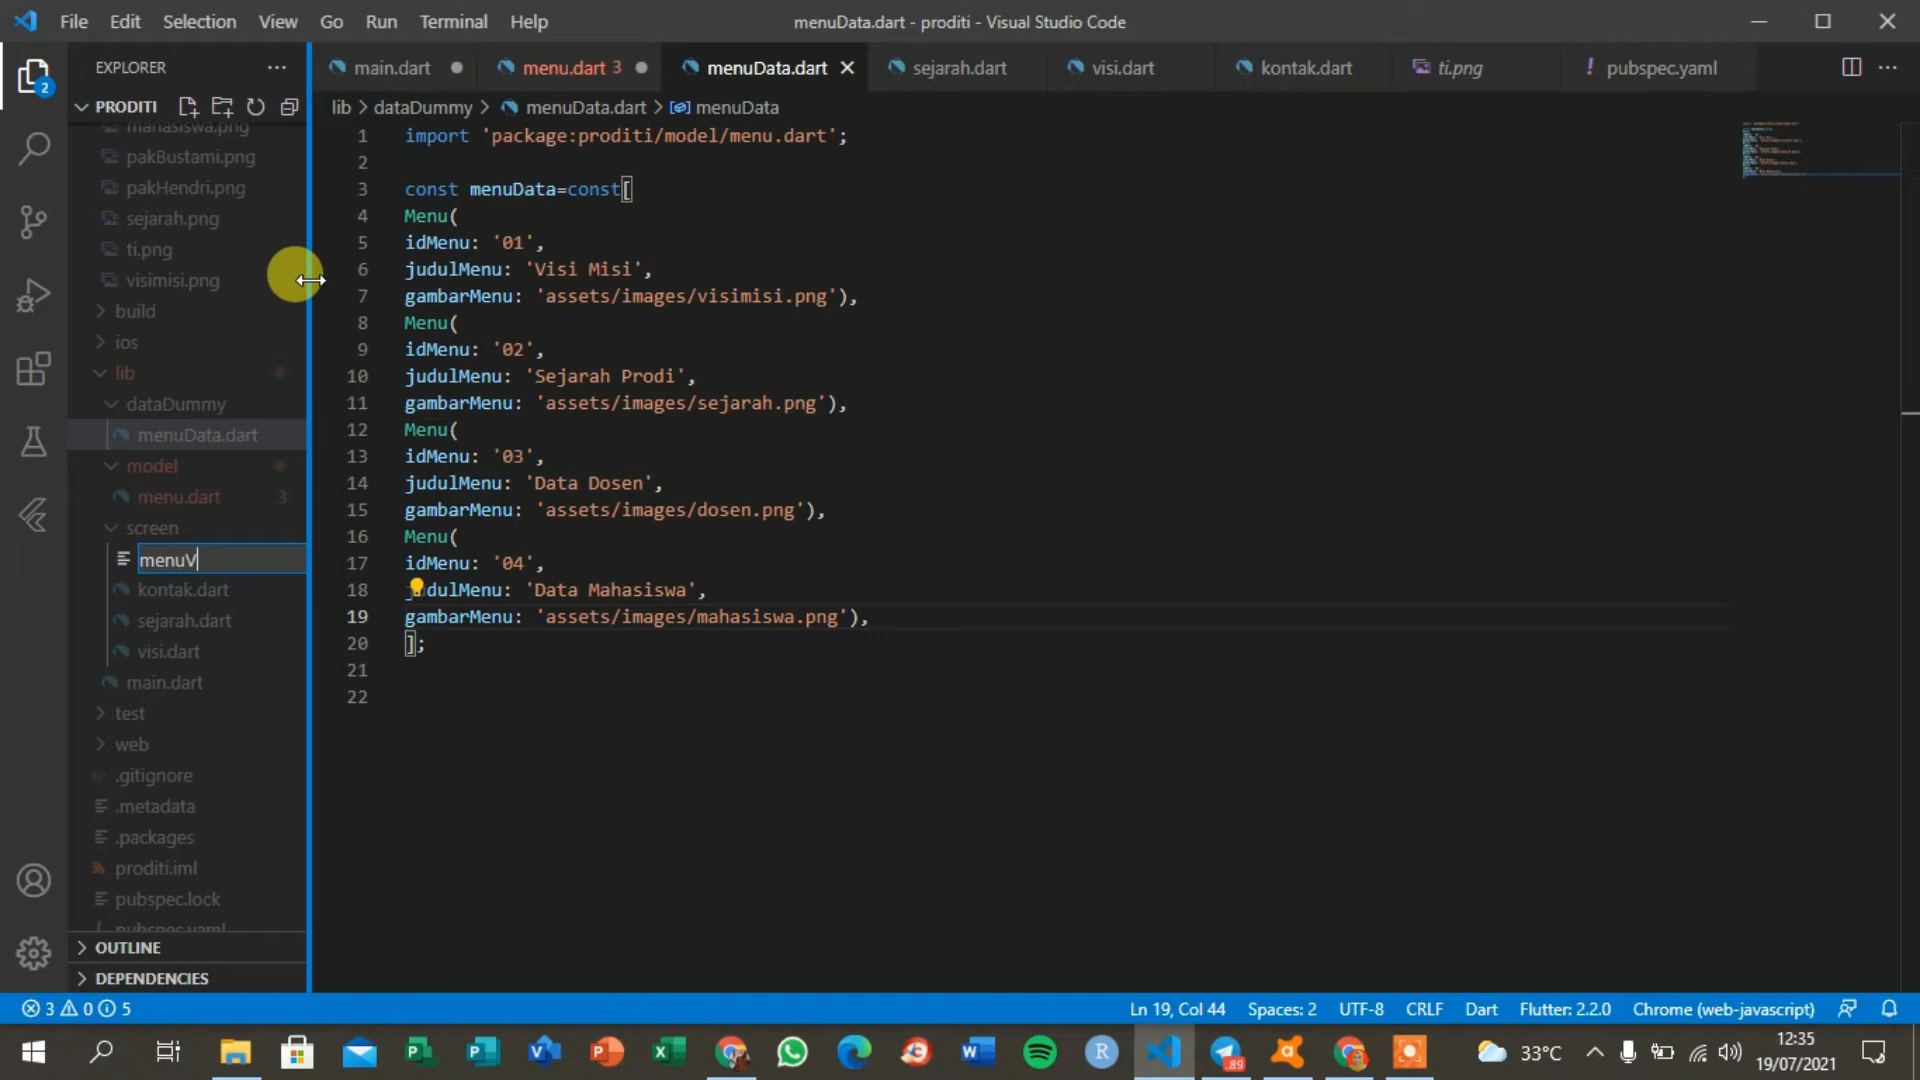 File Edit Selection View Go Run Terminal Help
menuData.dart - proditi - Visual Studio Code
EXPLORER
main.dart
menu.dart 3
menuData.dart
sejarah.dart
visi.dart
kontak.dart
ti.png
! pubspec.yaml
2
PRODITI
lib > dataDummy > menuData.dart > menuData
mahasiswa.png
pakBustami.png
pakHendri.png
sejarah.png
ti.png
visimisi.png
build
ios
lib
dataDummy
menuData.dart
model
menu.dart 3
screen
menuV
kontak.dart
sejarah.dart
visi.dart
main.dart
test
web
.gitignore
.metadata
.packages
proditi.iml
pubspec.lock
pubspec.yaml
OUTLINE
DEPENDENCIES
1 import 'package:proditi/model/menu.dart';
2
3 const menuData=const[
4 Menu(
5 idMenu: '01',
6 judulMenu: 'Visi Misi',
7 gambarMenu: 'assets/images/visimisi.png'),
8 Menu(
9 idMenu: '02',
10 judulMenu: 'Sejarah Prodi',
11 gambarMenu: 'assets/images/sejarah.png'),
12 Menu(
13 idMenu: '03',
14 judulMenu: 'Data Dosen',
15 gambarMenu: 'assets/images/dosen.png'),
16 Menu(
17 idMenu: '04',
18 judulMenu: 'Data Mahasiswa',
19 gambarMenu: 'assets/images/mahasiswa.png'),
20 ];
21
22
3 0 5
Ln 19, Col 44 Spaces: 2 UTF-8 CRLF Dart Flutter: 2.2.0 Chrome (web-javascript)
89
33°C
12:35
19/07/2021